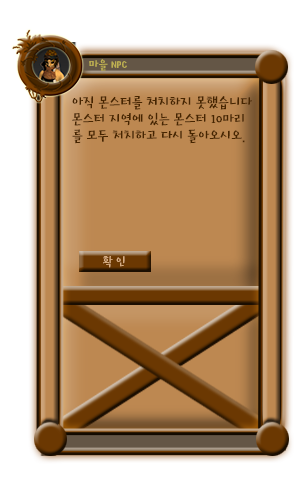 마을 NPC
아직 몬스터를 처치하지 못했습니다
몬스터 지역에 있는 몬스터 10마리
를 모두 처치하고 다시 돌아오시오.
확 인